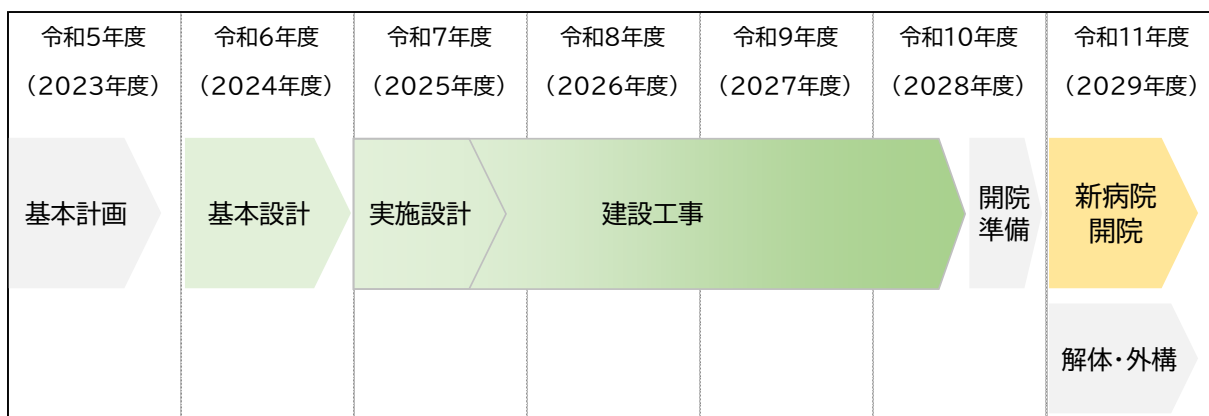 令和5年度
(2023年度)
令和6年度
(2024年度)
令和7年度
(2025年度)
令和8年度
(2026年度)
令和9年度
(2027年度)
令和10年度
(2028年度)
令和11年度
(2029年度)
基本計画
基本設計
実施設計
建設工事
開院
準備
新病院
開院
解体・外構